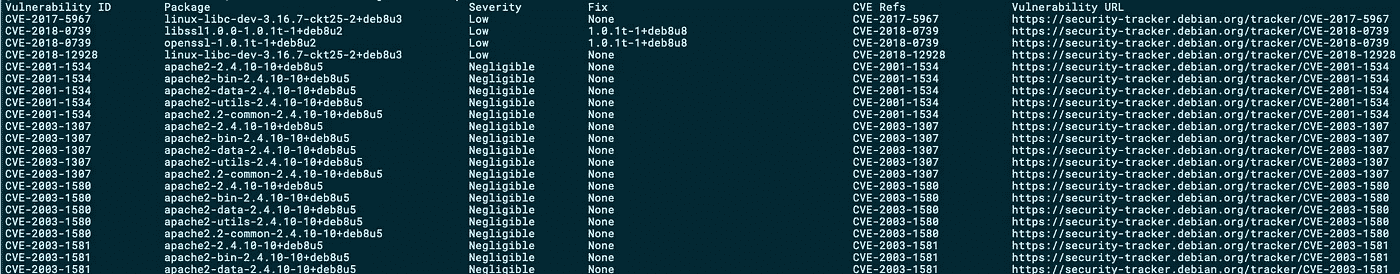 Vulnerability ID Package Severity Fix CVE Refs Vulnerability URL
CVE-2017-5967 linux-libc-dev-3.16.7-ckt25-2+deb8u3 Low None CVE-2017-5967 https://security-tracker.debian.org/tracker/CVE-2017-5967
CVE-2018-0739 libssl1.0.0-1.0.1t-1+deb8u2 Low 1.0.1t-1+deb8u8 CVE-2018-0739 https://security-tracker.debian.org/tracker/CVE-2018-0739
CVE-2018-0739 openssl-1.0.1t-1+deb8u2 Low 1.0.1t-1+deb8u8 CVE-2018-0739 https://security-tracker.debian.org/tracker/CVE-2018-0739
CVE-2018-12928 linux-libc-dev-3.16.7-ckt25-2+deb8u3 Low None CVE-2018-12928 https://security-tracker.debian.org/tracker/CVE-2018-12928
CVE-2001-1534 apache2-2.4.10-10+deb8u5 Negligible None CVE-2001-1534 https://security-tracker.debian.org/tracker/CVE-2001-1534
CVE-2001-1534 apache2-bin-2.4.10-10+deb8u5 Negligible None CVE-2001-1534 https://security-tracker.debian.org/tracker/CVE-2001-1534
CVE-2001-1534 apache2-data-2.4.10-10+deb8u5 Negligible None CVE-2001-1534 https://security-tracker.debian.org/tracker/CVE-2001-1534
CVE-2001-1534 apache2-utils-2.4.10-10+deb8u5 Negligible None CVE-2001-1534 https://security-tracker.debian.org/tracker/CVE-2001-1534
CVE-2001-1534 apache2.2-common-2.4.10-10+deb8u5 Negligible None CVE-2001-1534 https://security-tracker.debian.org/tracker/CVE-2001-1534
CVE-2003-1307 apache2-2.4.10-10+deb8u5 Negligible None CVE-2003-1307 https://security-tracker.debian.org/tracker/CVE-2003-1307
CVE-2003-1307 apache2-bin-2.4.10-10+deb8u5 Negligible None CVE-2003-1307 https://security-tracker.debian.org/tracker/CVE-2003-1307
CVE-2003-1307 apache2-data-2.4.10-10+deb8u5 Negligible None CVE-2003-1307 https://security-tracker.debian.org/tracker/CVE-2003-1307
CVE-2003-1307 apache2-utils-2.4.10-10+deb8u5 Negligible None CVE-2003-1307 https://security-tracker.debian.org/tracker/CVE-2003-1307
CVE-2003-1307 apache2.2-common-2.4.10-10+deb8u5 Negligible None CVE-2003-1307 https://security-tracker.debian.org/tracker/CVE-2003-1307
CVE-2003-1580 apache2-2.4.10-10+deb8u5 Negligible None CVE-2003-1580 https://security-tracker.debian.org/tracker/CVE-2003-1580
CVE-2003-1580 apache2-bin-2.4.10-10+deb8u5 Negligible None CVE-2003-1580 https://security-tracker.debian.org/tracker/CVE-2003-1580
CVE-2003-1580 apache2-data-2.4.10-10+deb8u5 Negligible None CVE-2003-1580 https://security-tracker.debian.org/tracker/CVE-2003-1580
CVE-2003-1580 apache2-utils-2.4.10-10+deb8u5 Negligible None CVE-2003-1580 https://security-tracker.debian.org/tracker/CVE-2003-1580
CVE-2003-1580 apache2.2-common-2.4.10-10+deb8u5 Negligible None CVE-2003-1580 https://security-tracker.debian.org/tracker/CVE-2003-1580
CVE-2003-1581 apache2-2.4.10-10+deb8u5 Negligible None CVE-2003-1581 https://security-tracker.debian.org/tracker/CVE-2003-1581
CVE-2003-1581 apache2-bin-2.4.10-10+deb8u5 Negligible None CVE-2003-1581 https://security-tracker.debian.org/tracker/CVE-2003-1581
CVE-2003-1581 apache2-data-2.4.10-10+deb8u5 Negligible None CVE-2003-1581 https://security-tracker.debian.org/tracker/CVE-2003-1581